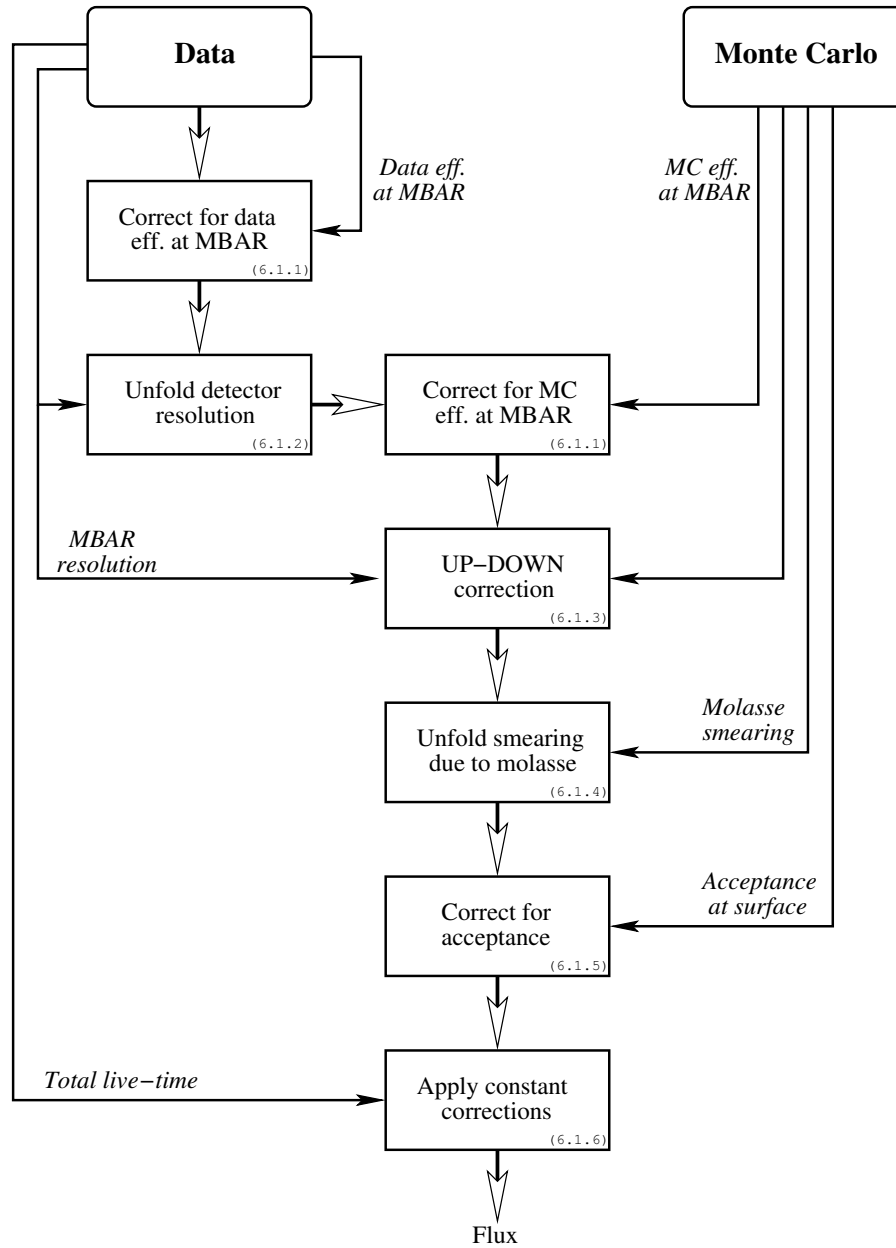 Data
Monte Carlo
Data eff.
at MBAR
MC eff.
at MBAR
Correct for data
eff. at MBAR
(6.1.1)
Unfold detector
resolution
(6.1.2)
Correct for MC
eff. at MBAR
(6.1.1)
MBAR
resolution
UP−DOWN
correction
(6.1.3)
Molasse
smearing
Unfold smearing
due to molasse
(6.1.4)
Acceptance
at surface
Correct for
acceptance
(6.1.5)
Total live−time
Apply constant
corrections
(6.1.6)
Flux